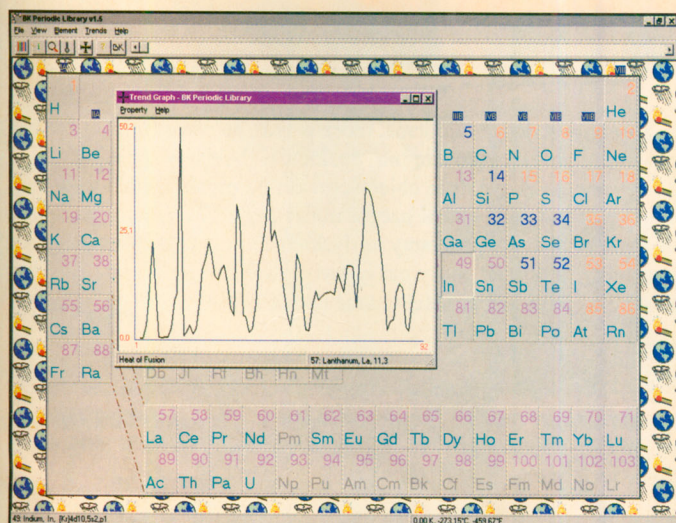 BK Periodic Library v1.5
File View Element Trends Help
1 2
H He
3 4 5 6 7 8 9 10
Li Be B C N O F Ne
11 12 13 14 15 16 17 18
Na Mg Al Si P S Cl Ar
19 20 31 32 33 34 35 36
K Ca Ga Ge As Se Br Kr
37 38 49 50 51 52 53 54
Rb Sr In Sn Sb Te I Xe
55 56 81 82 83 84 85 86
Cs Ba Tl Pb Bi Po At Rn
87 88
Fr Ra Db Jl Rf Bh Hn Mt
Trend Graph - BK Periodic Library
Property Help
50.2
25.1
0.0
1 92
Heat of Fusion 57: Lanthanum, La, 11.3
57 58 59 60 61 62 63 64 65 66 67 68 69 70 71
La Ce Pr Nd Pm Sm Eu Gd Tb Dy Ho Er Tm Yb Lu
89 90 91 92 93 94 95 96 97 98 99 100 101 102 103
Ac Th Pa U Np Pu Am Cm Bk Cf Es Fm Md No Lr
49: Indium, In, [Kr]4d10,5s2,p1 0.00 K, -273.15°C, -459.67°F